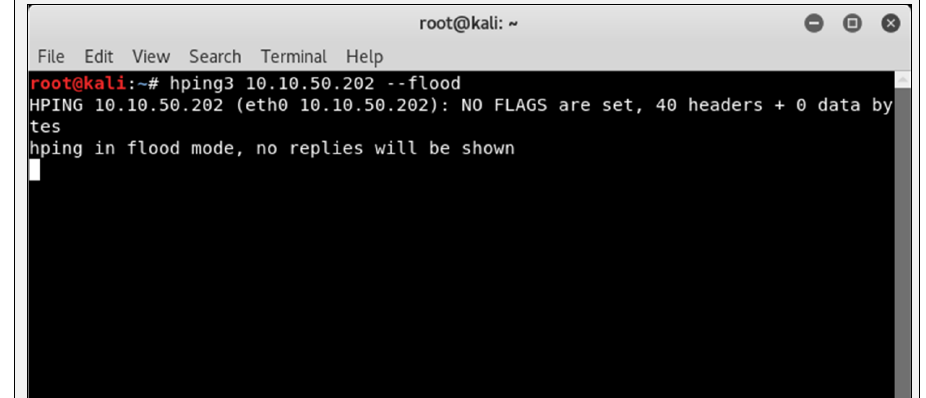 root@kali: ~
File Edit View Search Terminal Help
root@kali:~# hping3 10.10.50.202 --flood
HPING 10.10.50.202 (eth0 10.10.50.202): NO FLAGS are set, 40 headers + 0 data by
tes
hping in flood mode, no replies will be shown